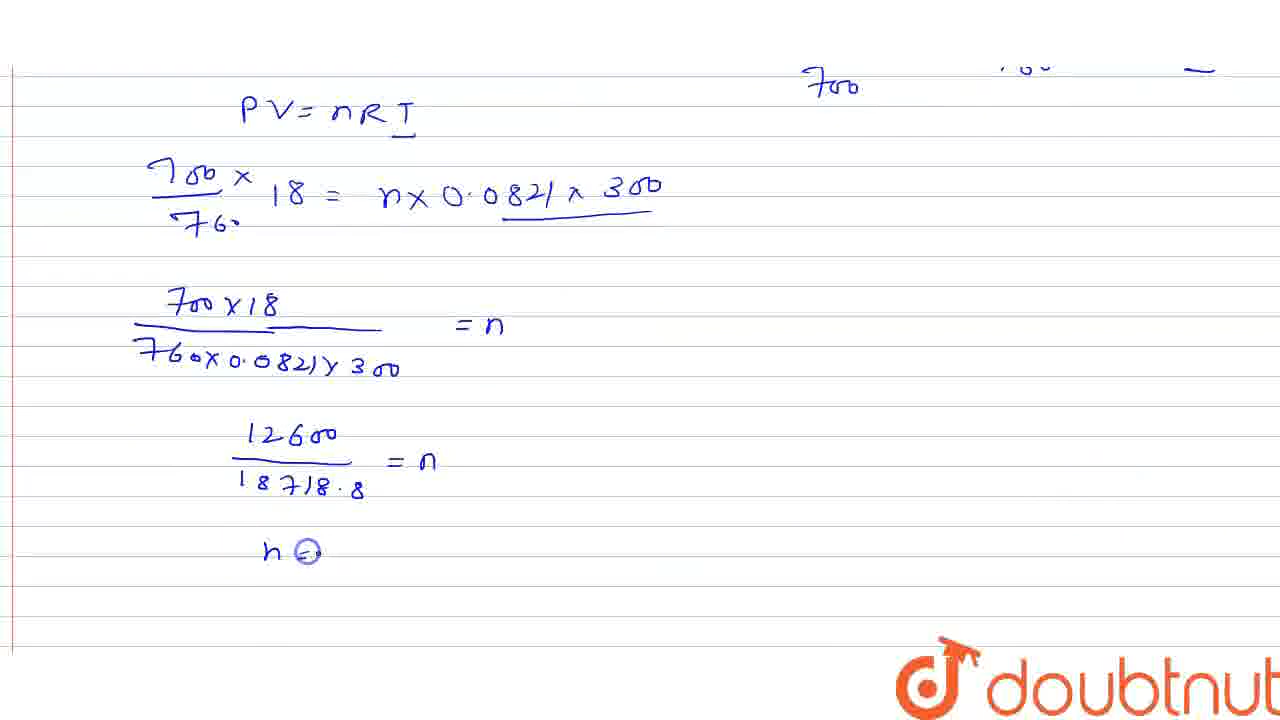 700
PV = nRT
700/760 × 18 = n × 0.0821 × 300
700 × 18
760 × 0.0821 × 300 = n
12600
18718.8 = n
n =
doubtnut